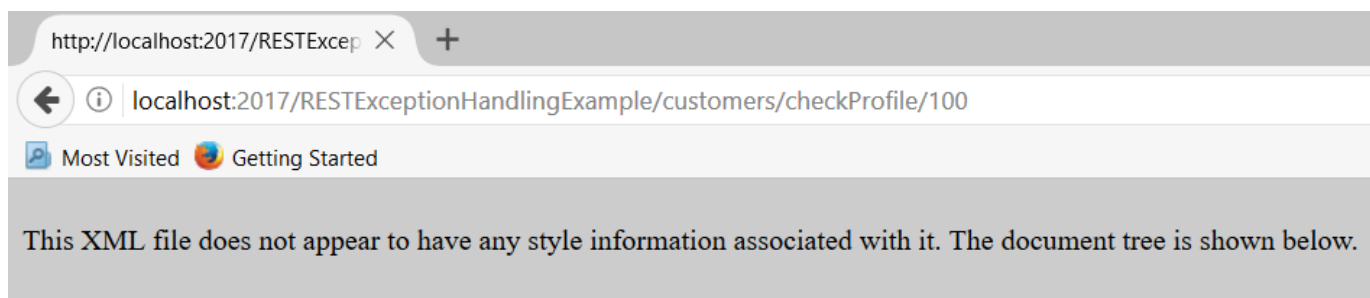 http://localhost:2017/RESTExcep
localhost:2017/RESTExceptionHandlingExample/customers/checkProfile/100
Most Visited Getting Started
This XML file does not appear to have any style information associated with it. The document tree is shown below.